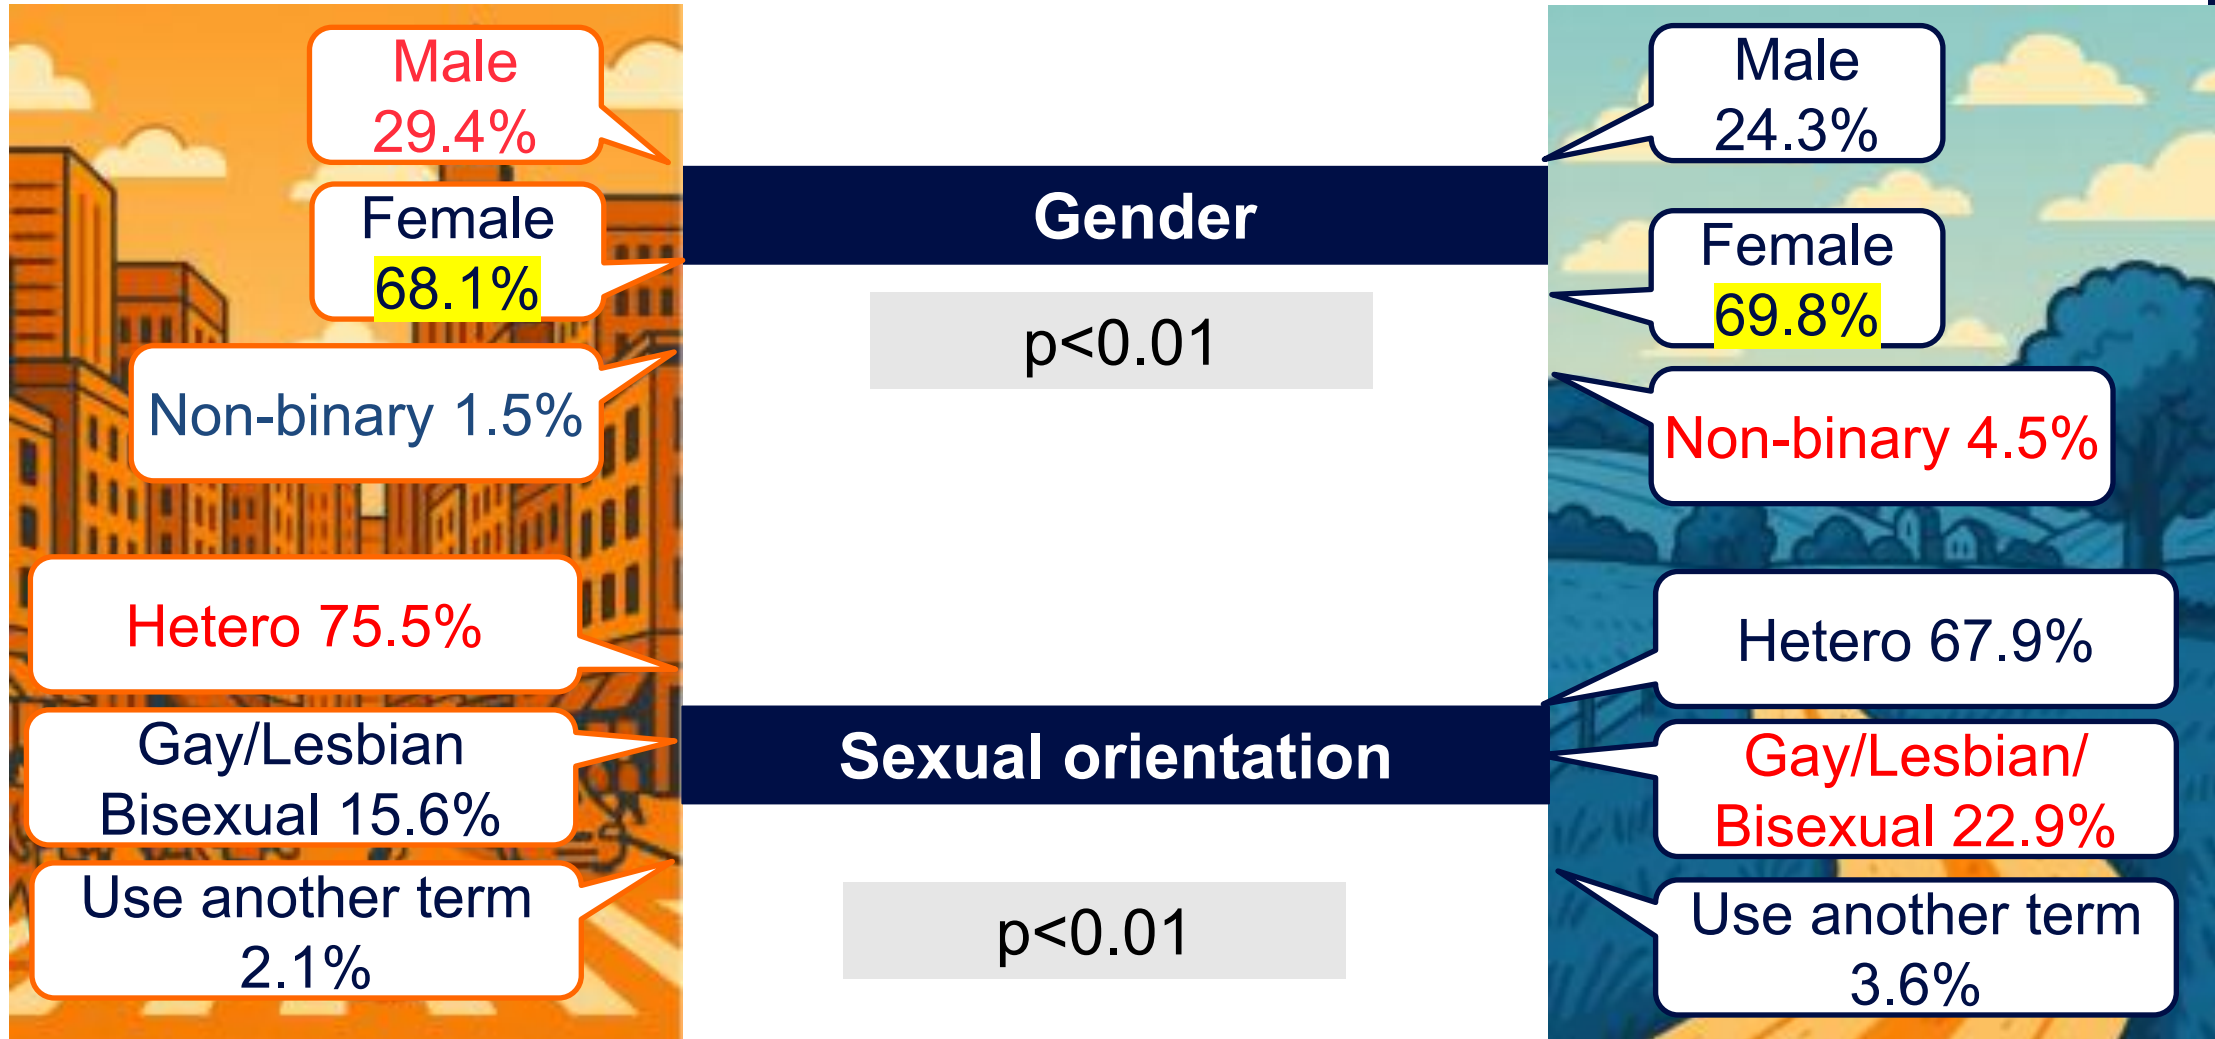 Male
29.4%
Female
68.1%
Non-binary 1.5%
Hetero 75.5%
Gay/Lesbian
Bisexual 15.6%
Use another term
2.1%
Gender
p<0.01
Sexual orientation
p<0.01
Male
24.3%
Female
69.8%
Non-binary 4.5%
Hetero 67.9%
Gay/Lesbian/
Bisexual 22.9%
Use another term
3.6%